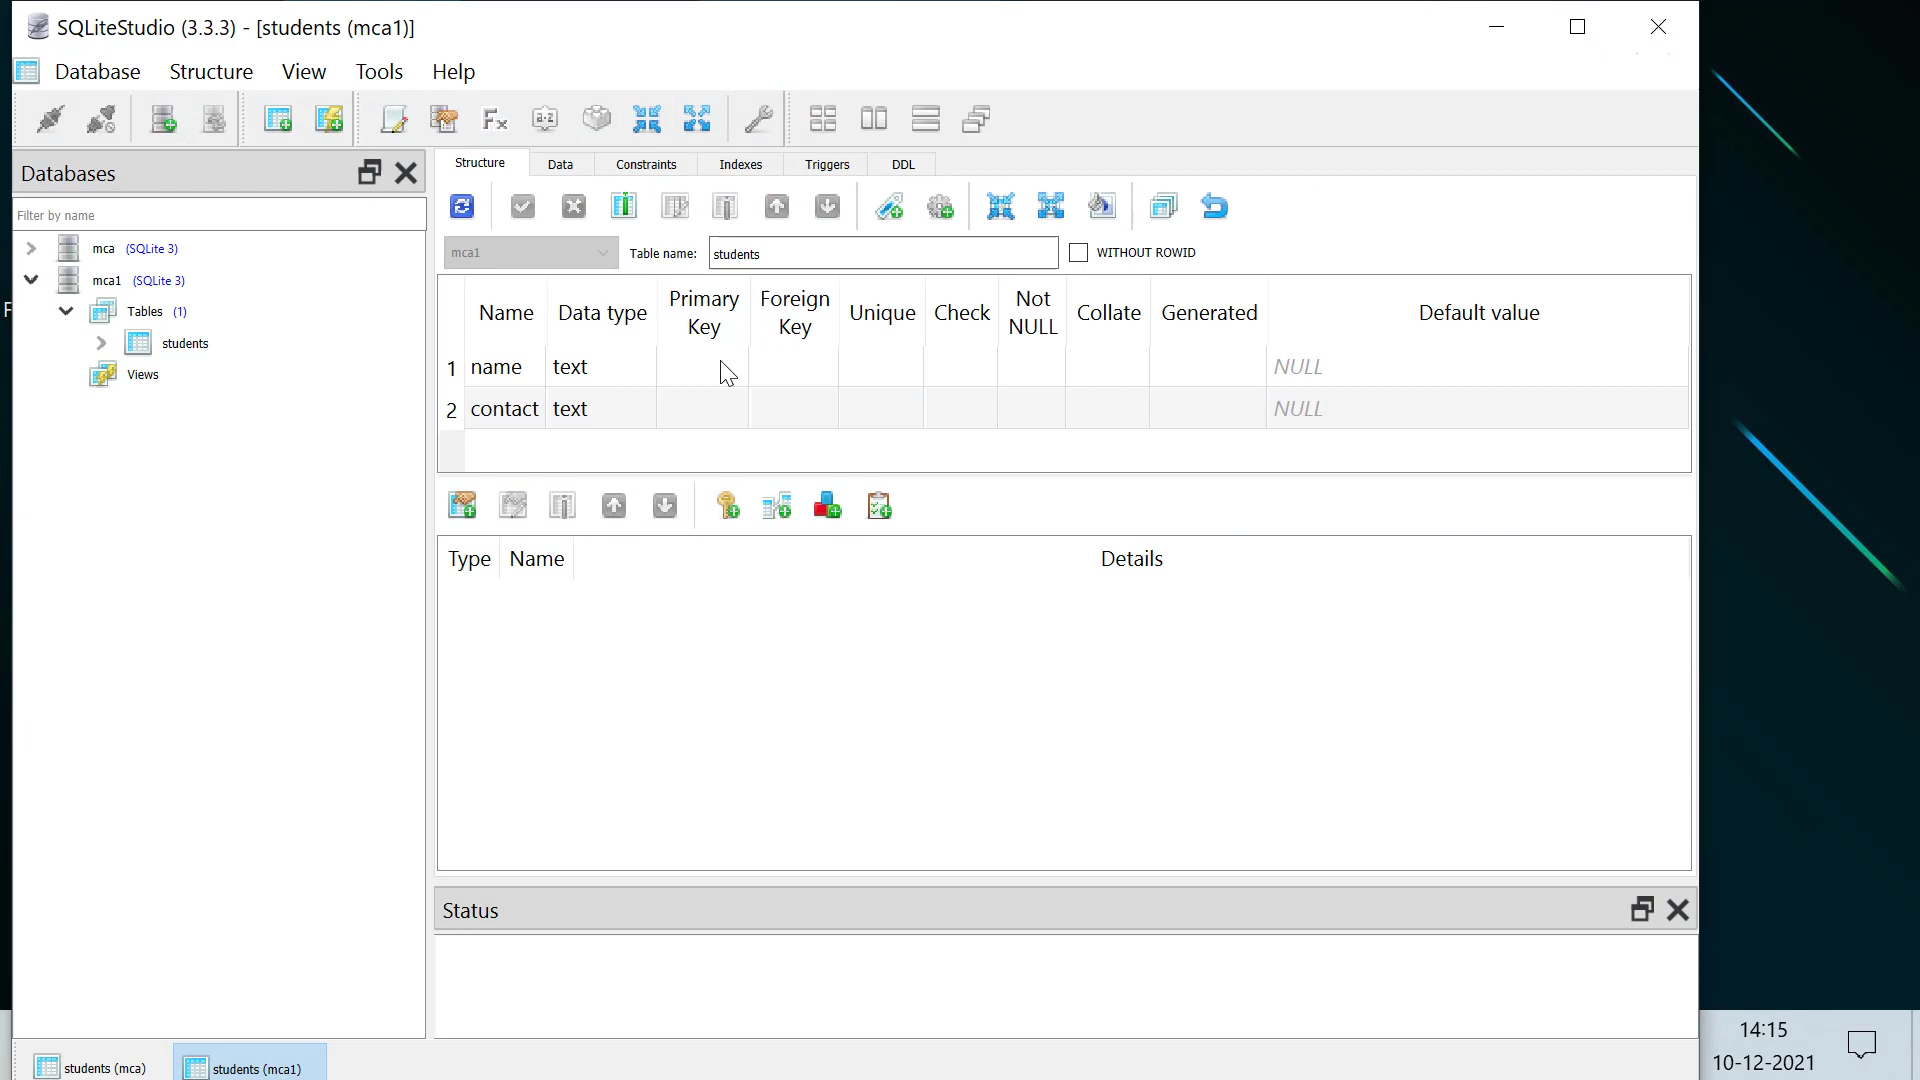 SQLiteStudio (3.3.3) - [students (mca1)]
Database Structure View Tools Help
Databases
Filter by name
mca (SQLite 3)
mca1 (SQLite 3)
Tables (1)
students
Views
Structure Data Constraints Indexes Triggers DDL
mca1 Table name: students WITHOUT ROWID
Name Data type Primary Key Foreign Key Unique Check Not NULL Collate Generated Default value
1 name text NULL
2 contact text NULL
Type Name Details
Status
students (mca) students (mca1)
14:15
10-12-2021